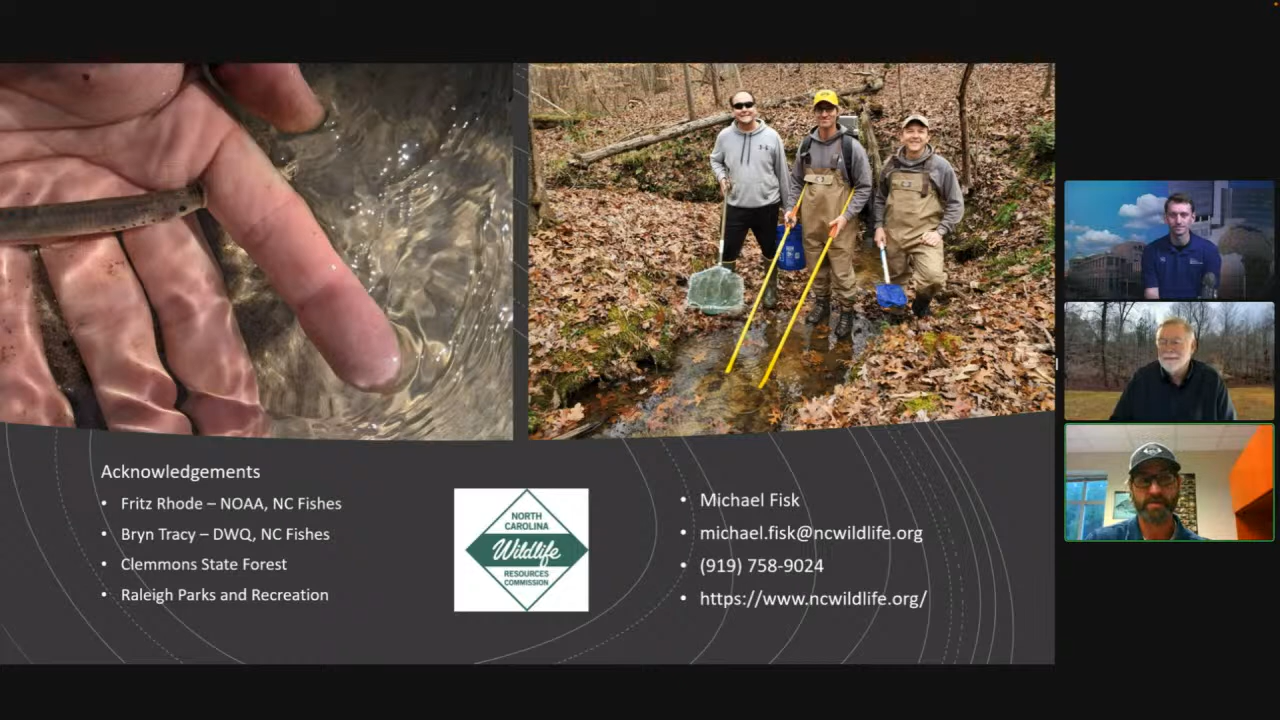 Acknowledgements
• Fritz Rhode – NOAA, NC Fishes
• Bryn Tracy – DWQ, NC Fishes
• Clemmons State Forest
• Raleigh Parks and Recreation
NORTH
CAROLINA
Wildlife
RESOURCES
COMMISSION
• Michael Fisk
• michael.fisk@ncwildlife.org
• (919) 758-9024
• https://www.ncwildlife.org/